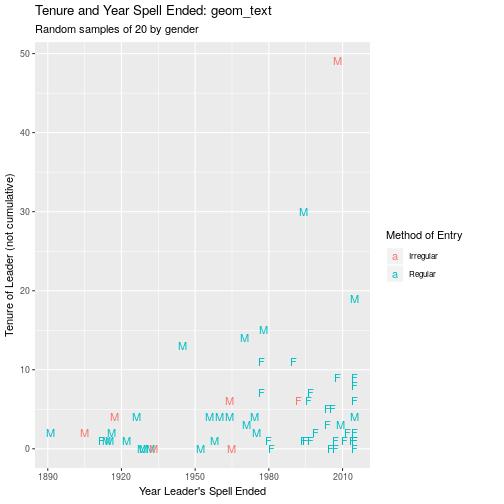 Tenure and Year Spell Ended: geom_text
Random samples of 20 by gender
Tenure of Leader (not cumulative)
50
40
30
20
10
0
1890 1920 1950 1980 2010
Year Leader's Spell Ended
Method of Entry
a Irregular
a Regular